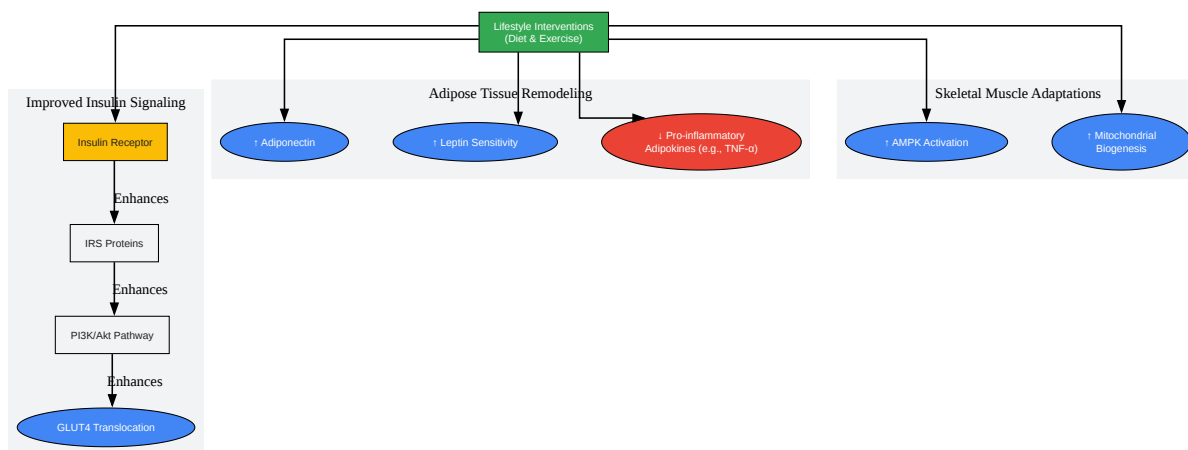 Lifestyle Interventions
(Diet & Exercise)
Improved Insulin Signaling
Insulin Receptor
Enhances
IRS Proteins
Enhances
PI3K/Akt Pathway
Enhances
GLUT4 Translocation
Adipose Tissue Remodeling
↑ Adiponectin
↑ Leptin Sensitivity
↓ Pro-inflammatory
Adipokines (e.g., TNF-α)
Skeletal Muscle Adaptations
↑ AMPK Activation
↑ Mitochondrial
Biogenesis